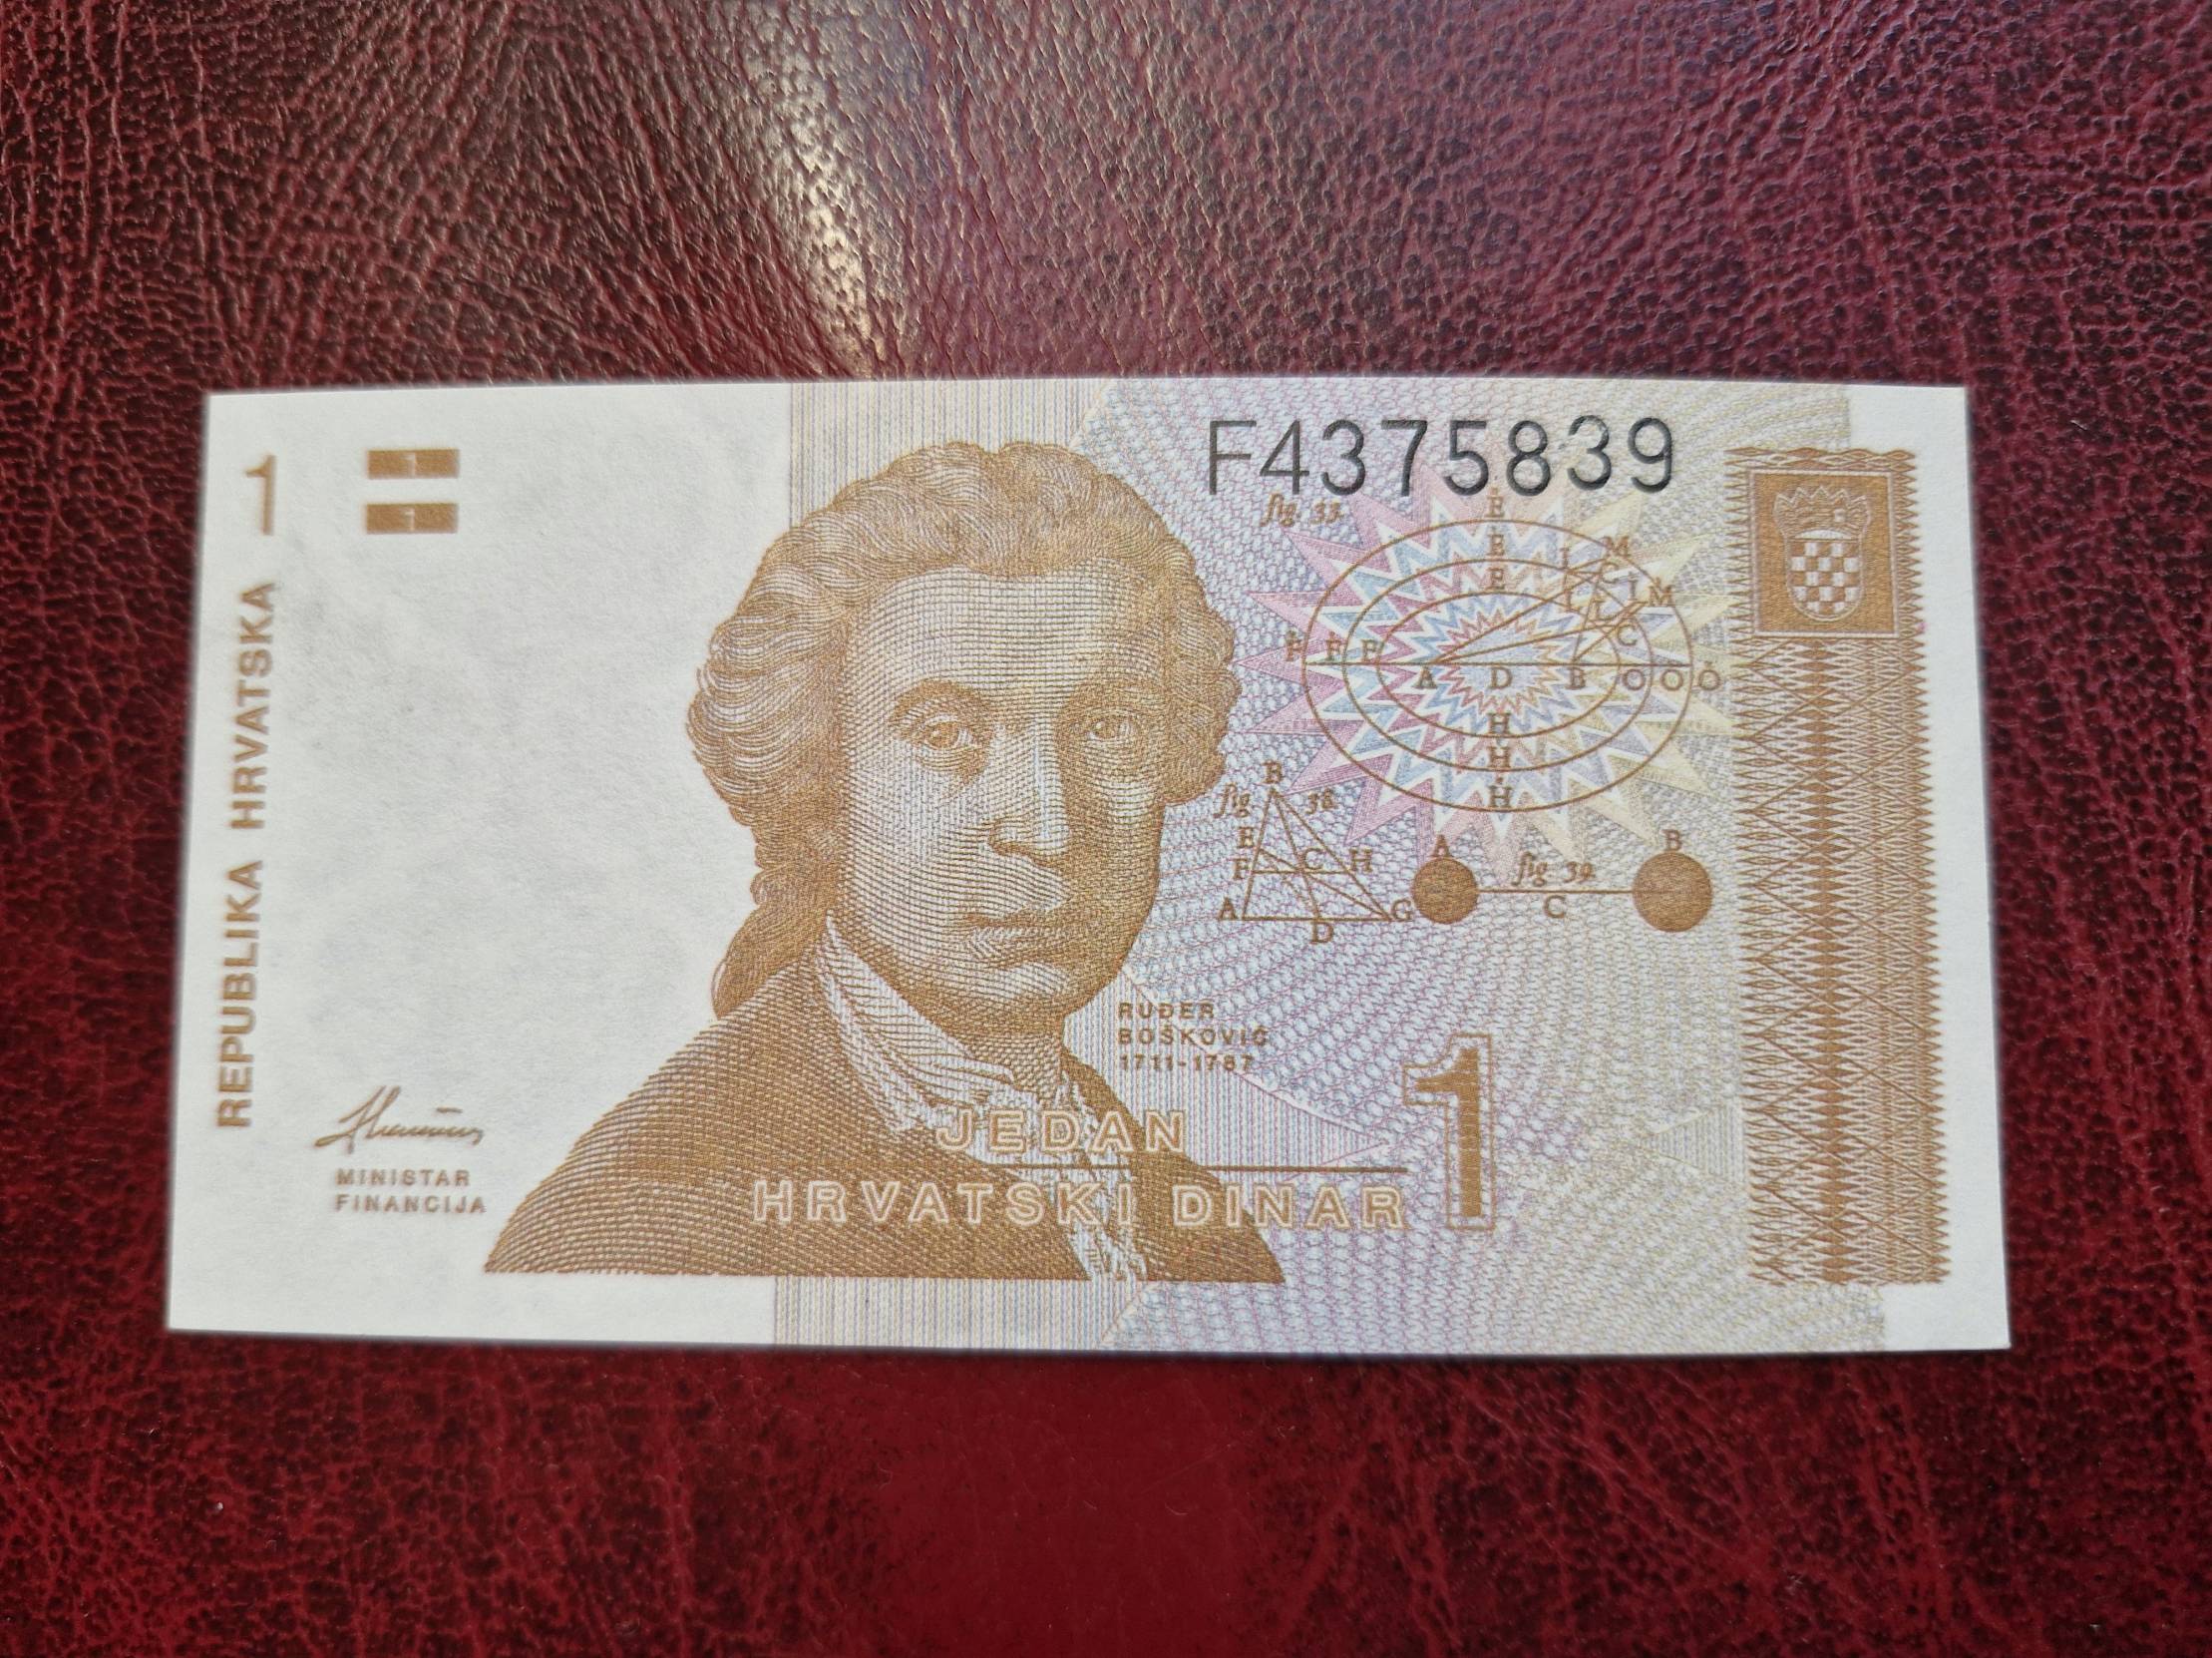 1
REPUBLIKA HRVATSKA
1
1
F4375839
fig. 33.
E
E
E
I M
I M
L L
C
F F F
A D B O O O
H
H
H
B
fig. 38.
E
F C H
A D G
A B
fig. 39.
C
RUĐER
BOŠKOVIĆ
1711-1787
JEDAN
HRVATSKI DINAR
1
MINISTAR
FINANCIJA